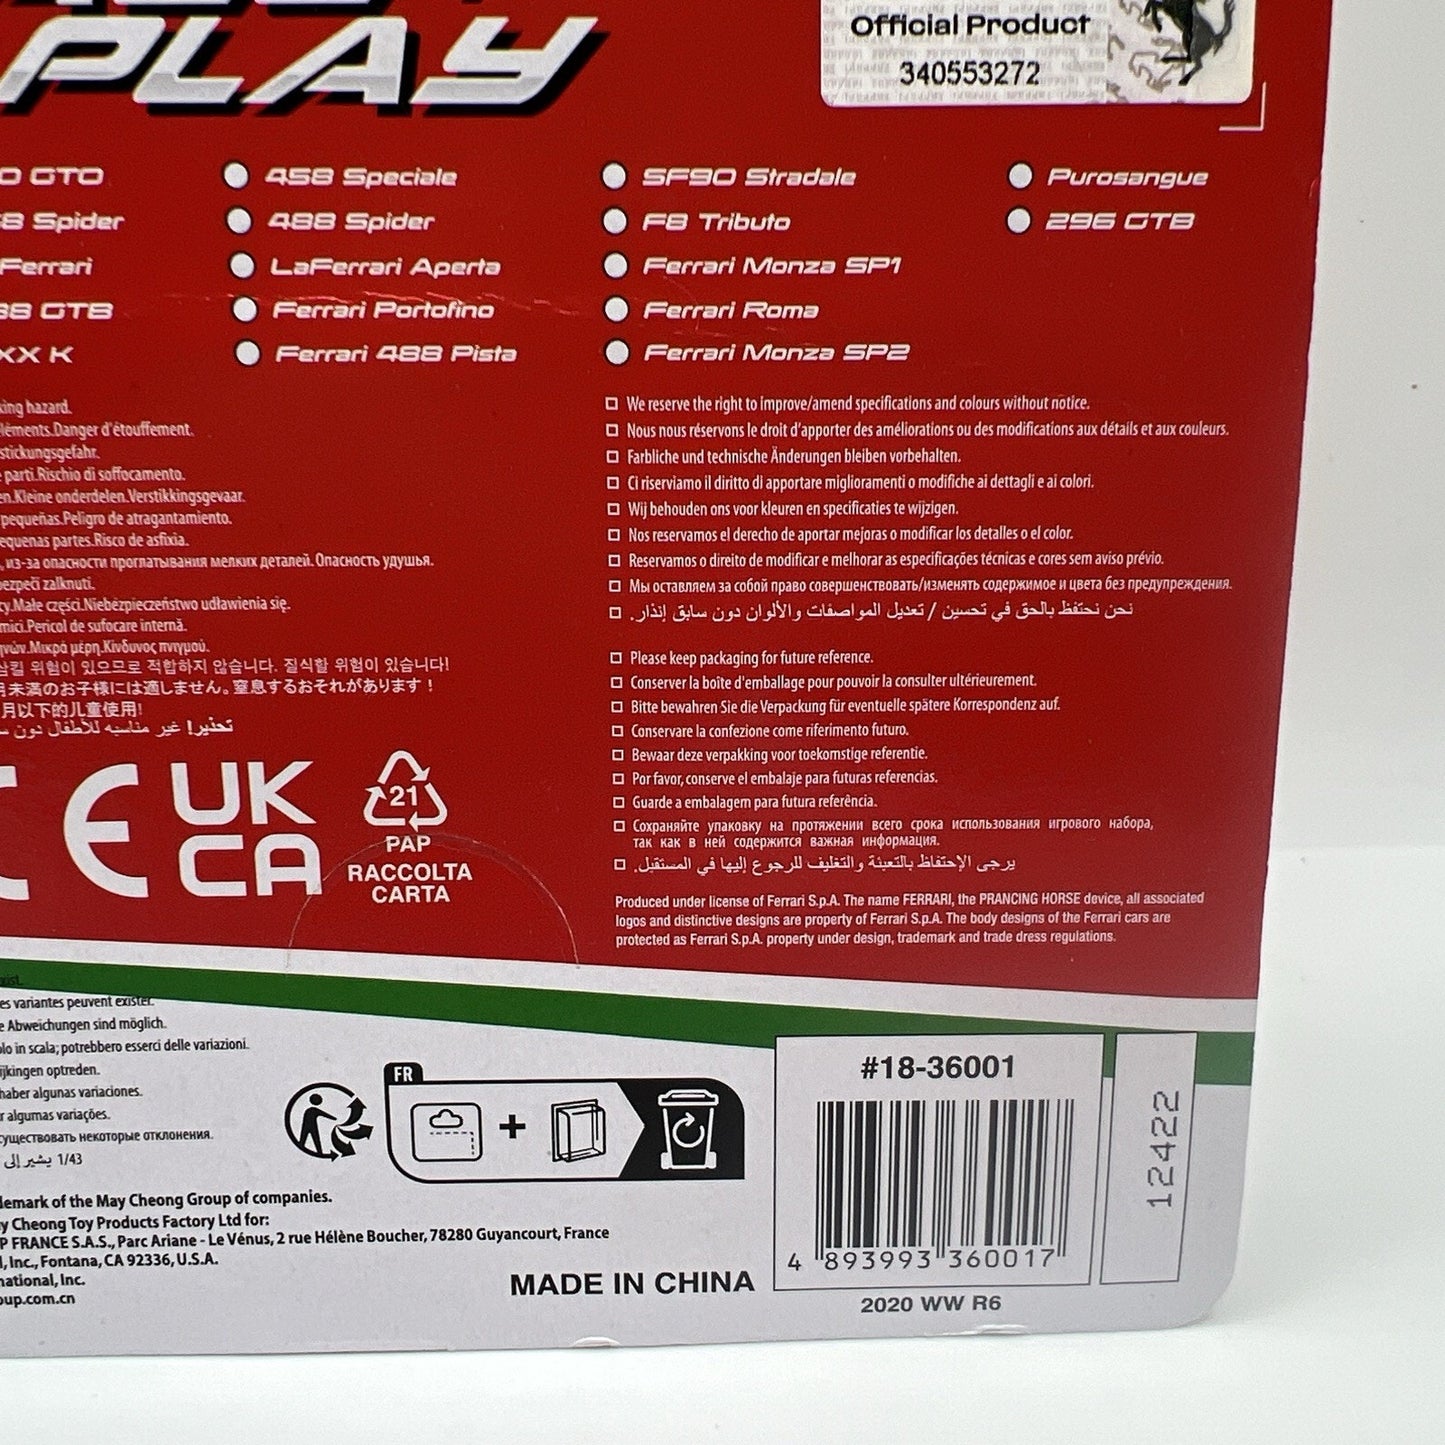 PLAY
Official Product
340553272
GTO
Spider
Ferrari
GTB
XX K
458 Speciale
488 Spider
LaFerrari Aperta
Ferrari Portofino
Ferrari 488 Pista
SF90 Stradale
F8 Tributo
Ferrari Monza SP1
Ferrari Roma
Ferrari Monza SP2
Purosangue
296 GTB
hazard.
Danger d'étouffement.
parti.Rischio di soffocamento.
Kleine onderdelen.Verstikkingsgevaar.
pequeñas.Peligro de atragantamiento.
partes.Risco de asfixia.
из-за опасности проглатывания мелких деталей. Опасность удушья.
zalknutí.
Małe części.Niebezpieczeństwo udławienia się.
Pericol de sufocare internă.
Μικρά μέρη.Κίνδυνος πνιγμού.
위험이 있으므로 적합하지 않습니다. 질식할 위험이 있습니다!
未満のお子様には適しません。窒息するおそれがあります！
月以下的儿童使用!
تحذير! غير مناسبه للأطفال دون
We reserve the right to improve/amend specifications and colours without notice.
Nous nous réservons le droit d'apporter des améliorations ou des modifications aux détails et aux couleurs.
Farbliche und technische Änderungen bleiben vorbehalten.
Ci riserviamo il diritto di apportare miglioramenti o modifiche ai dettagli e ai colori.
Wij behouden ons voor kleuren en specificaties te wijzigen.
Nos reservamos el derecho de aportar mejoras o modificar los detalles o el color.
Reservamos o direito de modificar e melhorar as especificações técnicas e cores sem aviso prévio.
Мы оставляем за собой право совершенствовать/изменять содержимое и цвета без предупреждения.
نحن نحتفظ بالحق في تحسين / تعديل المواصفات والألوان دون سابق إنذار.
Please keep packaging for future reference.
Conserver la boîte d'emballage pour pouvoir la consulter ultérieurement.
Bitte bewahren Sie die Verpackung für eventuelle spätere Korrespondenz auf.
Conservare la confezione come riferimento futuro.
Bewaar deze verpakking voor toekomstige referentie.
Por favor, conserve el embalaje para futuras referencias.
Guarde a embalagem para futura referência.
Сохраняйте упаковку на протяжении всего срока использования игрового набора,
так как в ней содержится важная информация.
يرجى الإحتفاظ بالتعبئة والتغليف للرجوع إليها في المستقبل.
CE
UK
CA
21
PAP
RACCOLTA
CARTA
Produced under license of Ferrari S.p.A. The name FERRARI, the PRANCING HORSE device, all associated
logos and distinctive designs are property of Ferrari S.p.A. The body designs of the Ferrari cars are
protected as Ferrari S.p.A. property under design, trademark and trade dress regulations.
variantes peuvent exister.
Abweichungen sind möglich.
in scala; potrebbero esserci delle variazioni.
optreden.
haber algunas variaciones.
algumas variações.
существовать некоторые отклонения.
يشير إلى 1/43
FR
+
of the May Cheong Group of companies.
Cheong Toy Products Factory Ltd for:
FRANCE S.A.S., Parc Ariane - Le Vénus, 2 rue Hélène Boucher, 78280 Guyancourt, France
Inc., Fontana, CA 92336, U.S.A.
Inc.
MADE IN CHINA
#18-36001
4 893993 360017
2020 WW R6
12422